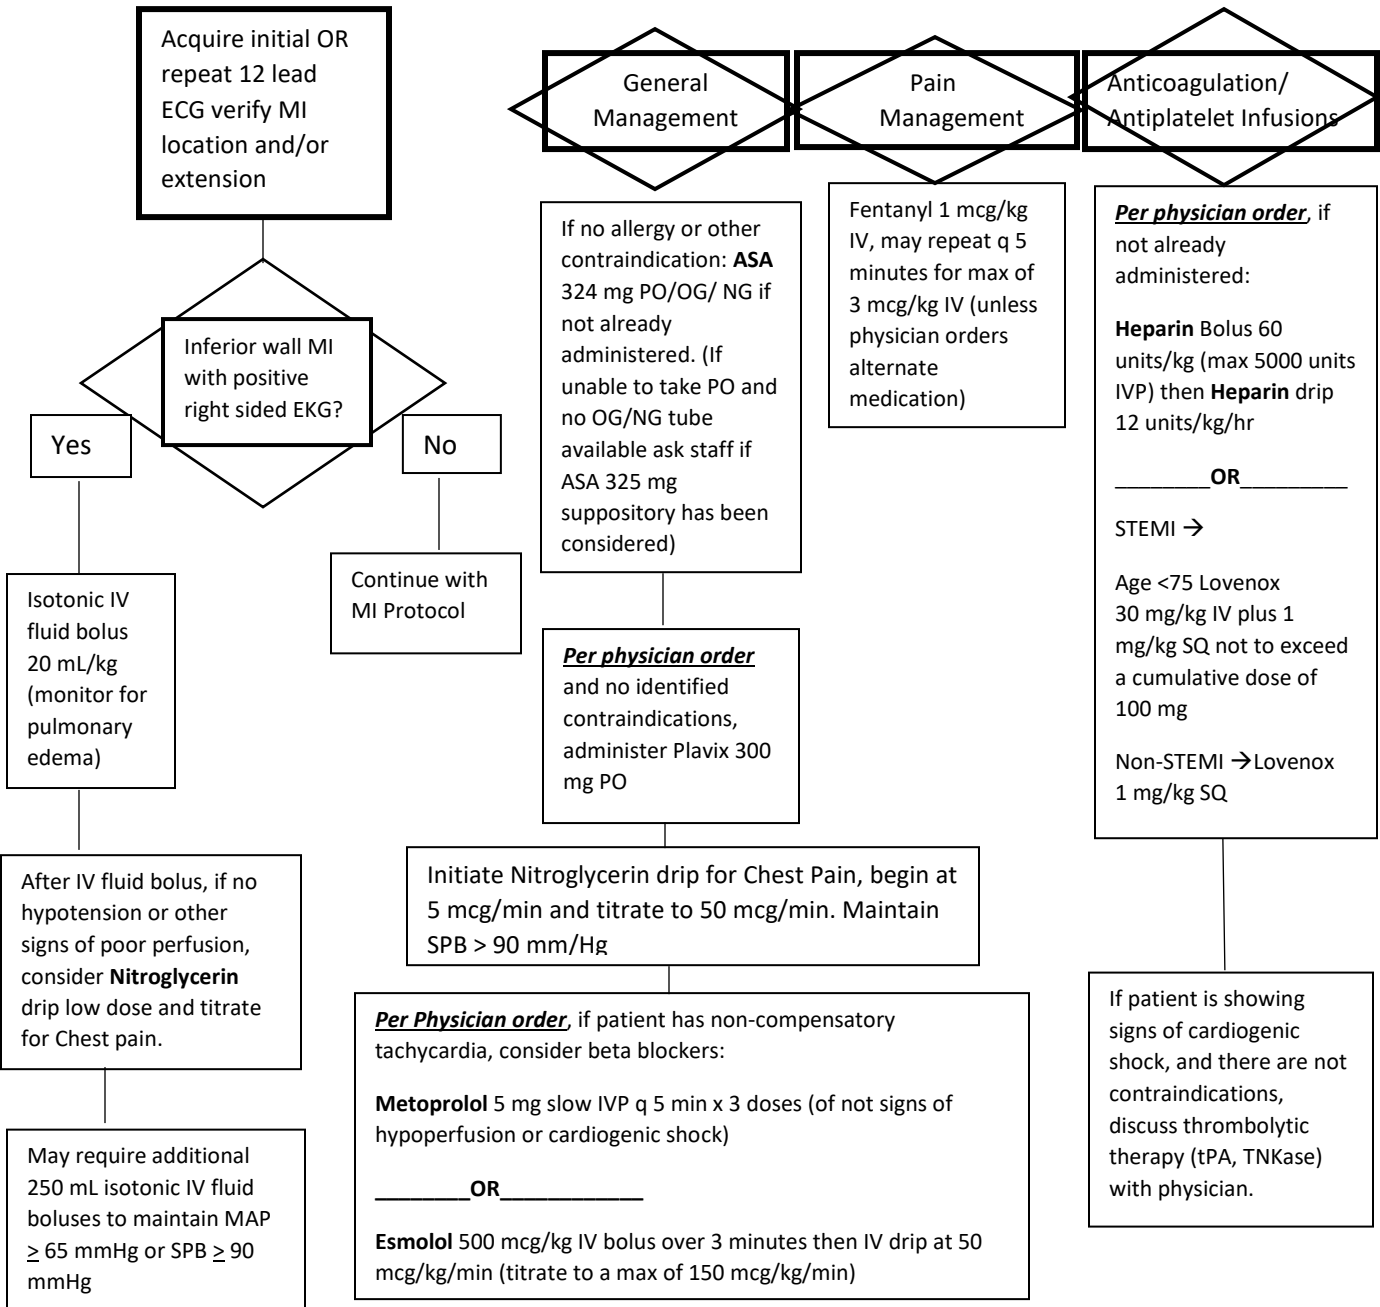 Acquire initial OR
repeat 12 lead
ECG verify MI
location and/or
extension
Inferior wall MI
with positive
right sided EKG?
Yes
No
Isotonic IV
fluid bolus
20 mL/kg
(monitor for
pulmonary
edema)
Continue with
MI Protocol
After IV fluid bolus, if no
hypotension or other
signs of poor perfusion,
consider Nitroglycerin
drip low dose and titrate
for Chest pain.
May require additional
250 mL isotonic IV fluid
boluses to maintain MAP
≥ 65 mmHg or SPB ≥ 90
mmHg
General
Management
If no allergy or other
contraindication: ASA
324 mg PO/OG/ NG if
not already
administered. (If
unable to take PO and
no OG/NG tube
available ask staff if
ASA 325 mg
suppository has been
considered)
Per physician order
and no identified
contraindications,
administer Plavix 300
mg PO
Initiate Nitroglycerin drip for Chest Pain, begin at
5 mcg/min and titrate to 50 mcg/min. Maintain
SPB > 90 mm/Hg
Per Physician order, if patient has non-compensatory
tachycardia, consider beta blockers:
Metoprolol 5 mg slow IVP q 5 min x 3 doses (of not signs of
hypoperfusion or cardiogenic shock)
________OR____________
Esmolol 500 mcg/kg IV bolus over 3 minutes then IV drip at 50
mcg/kg/min (titrate to a max of 150 mcg/kg/min)
Pain
Management
Fentanyl 1 mcg/kg
IV, may repeat q 5
minutes for max of
3 mcg/kg IV (unless
physician orders
alternate
medication)
Anticoagulation/
Antiplatelet Infusions
Per physician order, if
not already
administered:
Heparin Bolus 60
units/kg (max 5000 units
IVP) then Heparin drip
12 units/kg/hr
________OR_________
STEMI →
Age <75 Lovenox
30 mg/kg IV plus 1
mg/kg SQ not to exceed
a cumulative dose of
100 mg
Non-STEMI →Lovenox
1 mg/kg SQ
If patient is showing
signs of cardiogenic
shock, and there are not
contraindications,
discuss thrombolytic
therapy (tPA, TNKase)
with physician.